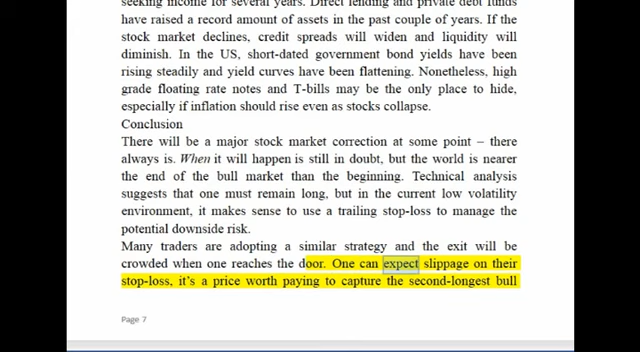 seeking income for several years. Direct lending and private debt funds
have raised a record amount of assets in the past couple of years. If the
stock market declines, credit spreads will widen and liquidity will
diminish. In the US, short-dated government bond yields have been
rising steadily and yield curves have been flattening. Nonetheless, high
grade floating rate notes and T-bills may be the only place to hide,
especially if inflation should rise even as stocks collapse.
Conclusion
There will be a major stock market correction at some point – there
always is. When it will happen is still in doubt, but the world is nearer
the end of the bull market than the beginning. Technical analysis
suggests that one must remain long, but in the current low volatility
environment, it makes sense to use a trailing stop-loss to manage the
potential downside risk.
Many traders are adopting a similar strategy and the exit will be
crowded when one reaches the door. One can expect slippage on their
stop-loss, it’s a price worth paying to capture the second-longest bull
Page 7